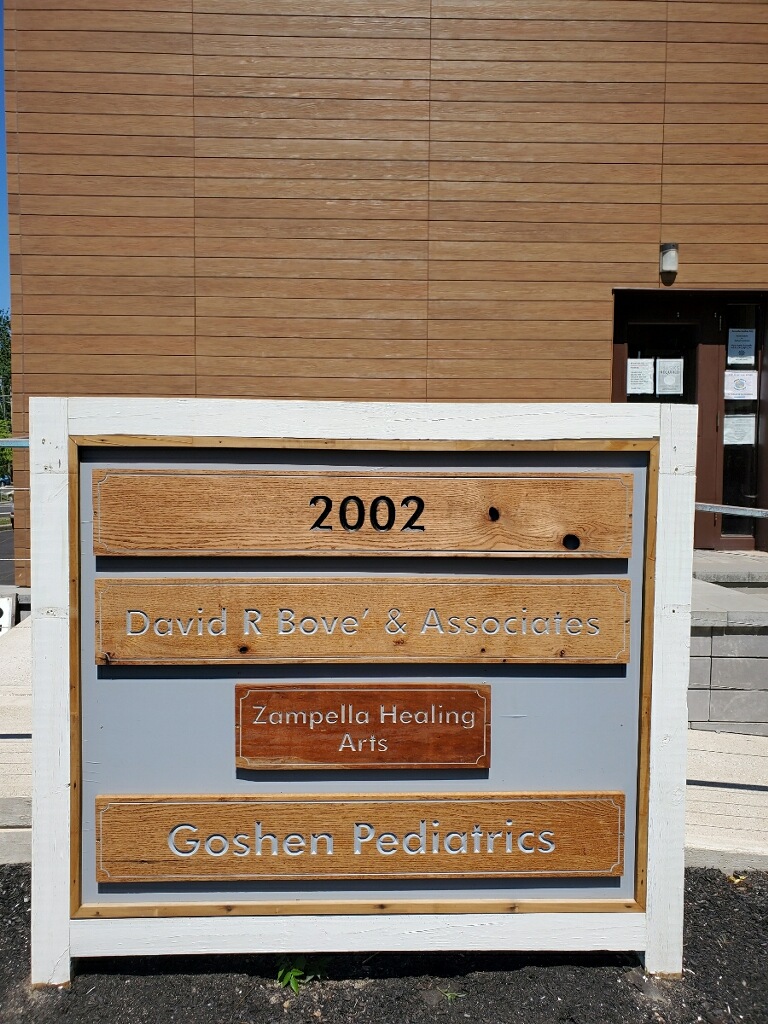 2002
David R Bove' & Associates
Zampella Healing
Arts
Goshen Pediatrics